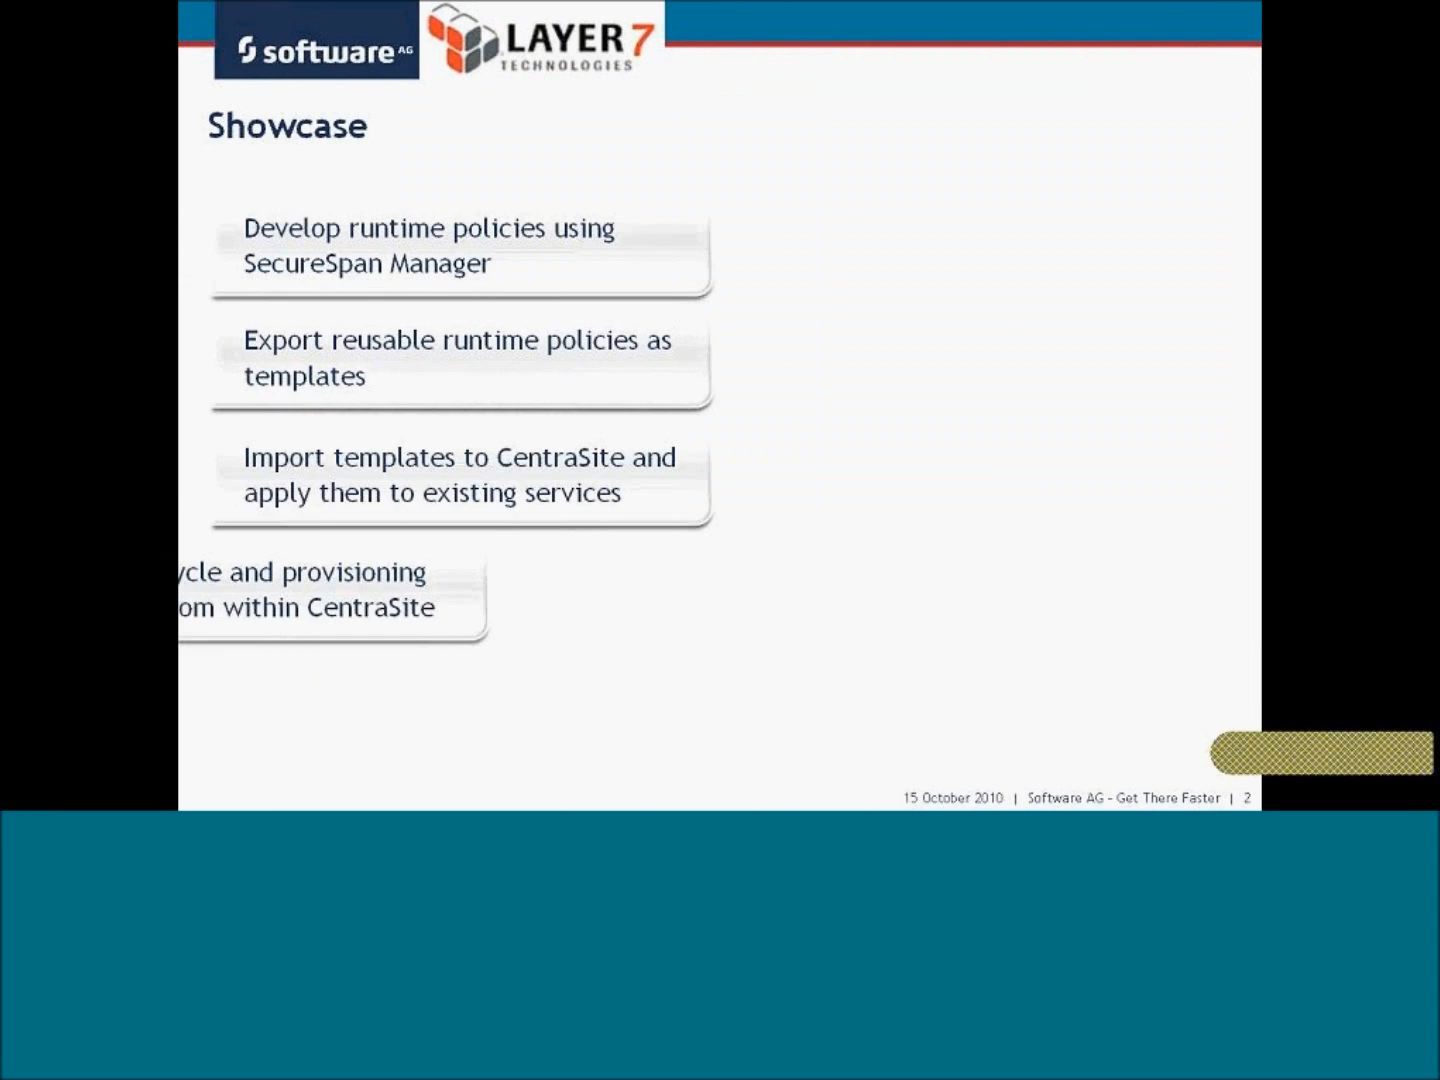 software AG
LAYER 7
TECHNOLOGIES
Showcase
Develop runtime policies using
SecureSpan Manager
Export reusable runtime policies as
templates
Import templates to CentraSite and
apply them to existing services
and provisioning
within CentraSite
15 October 2010 | Software AG - Get There Faster | 2